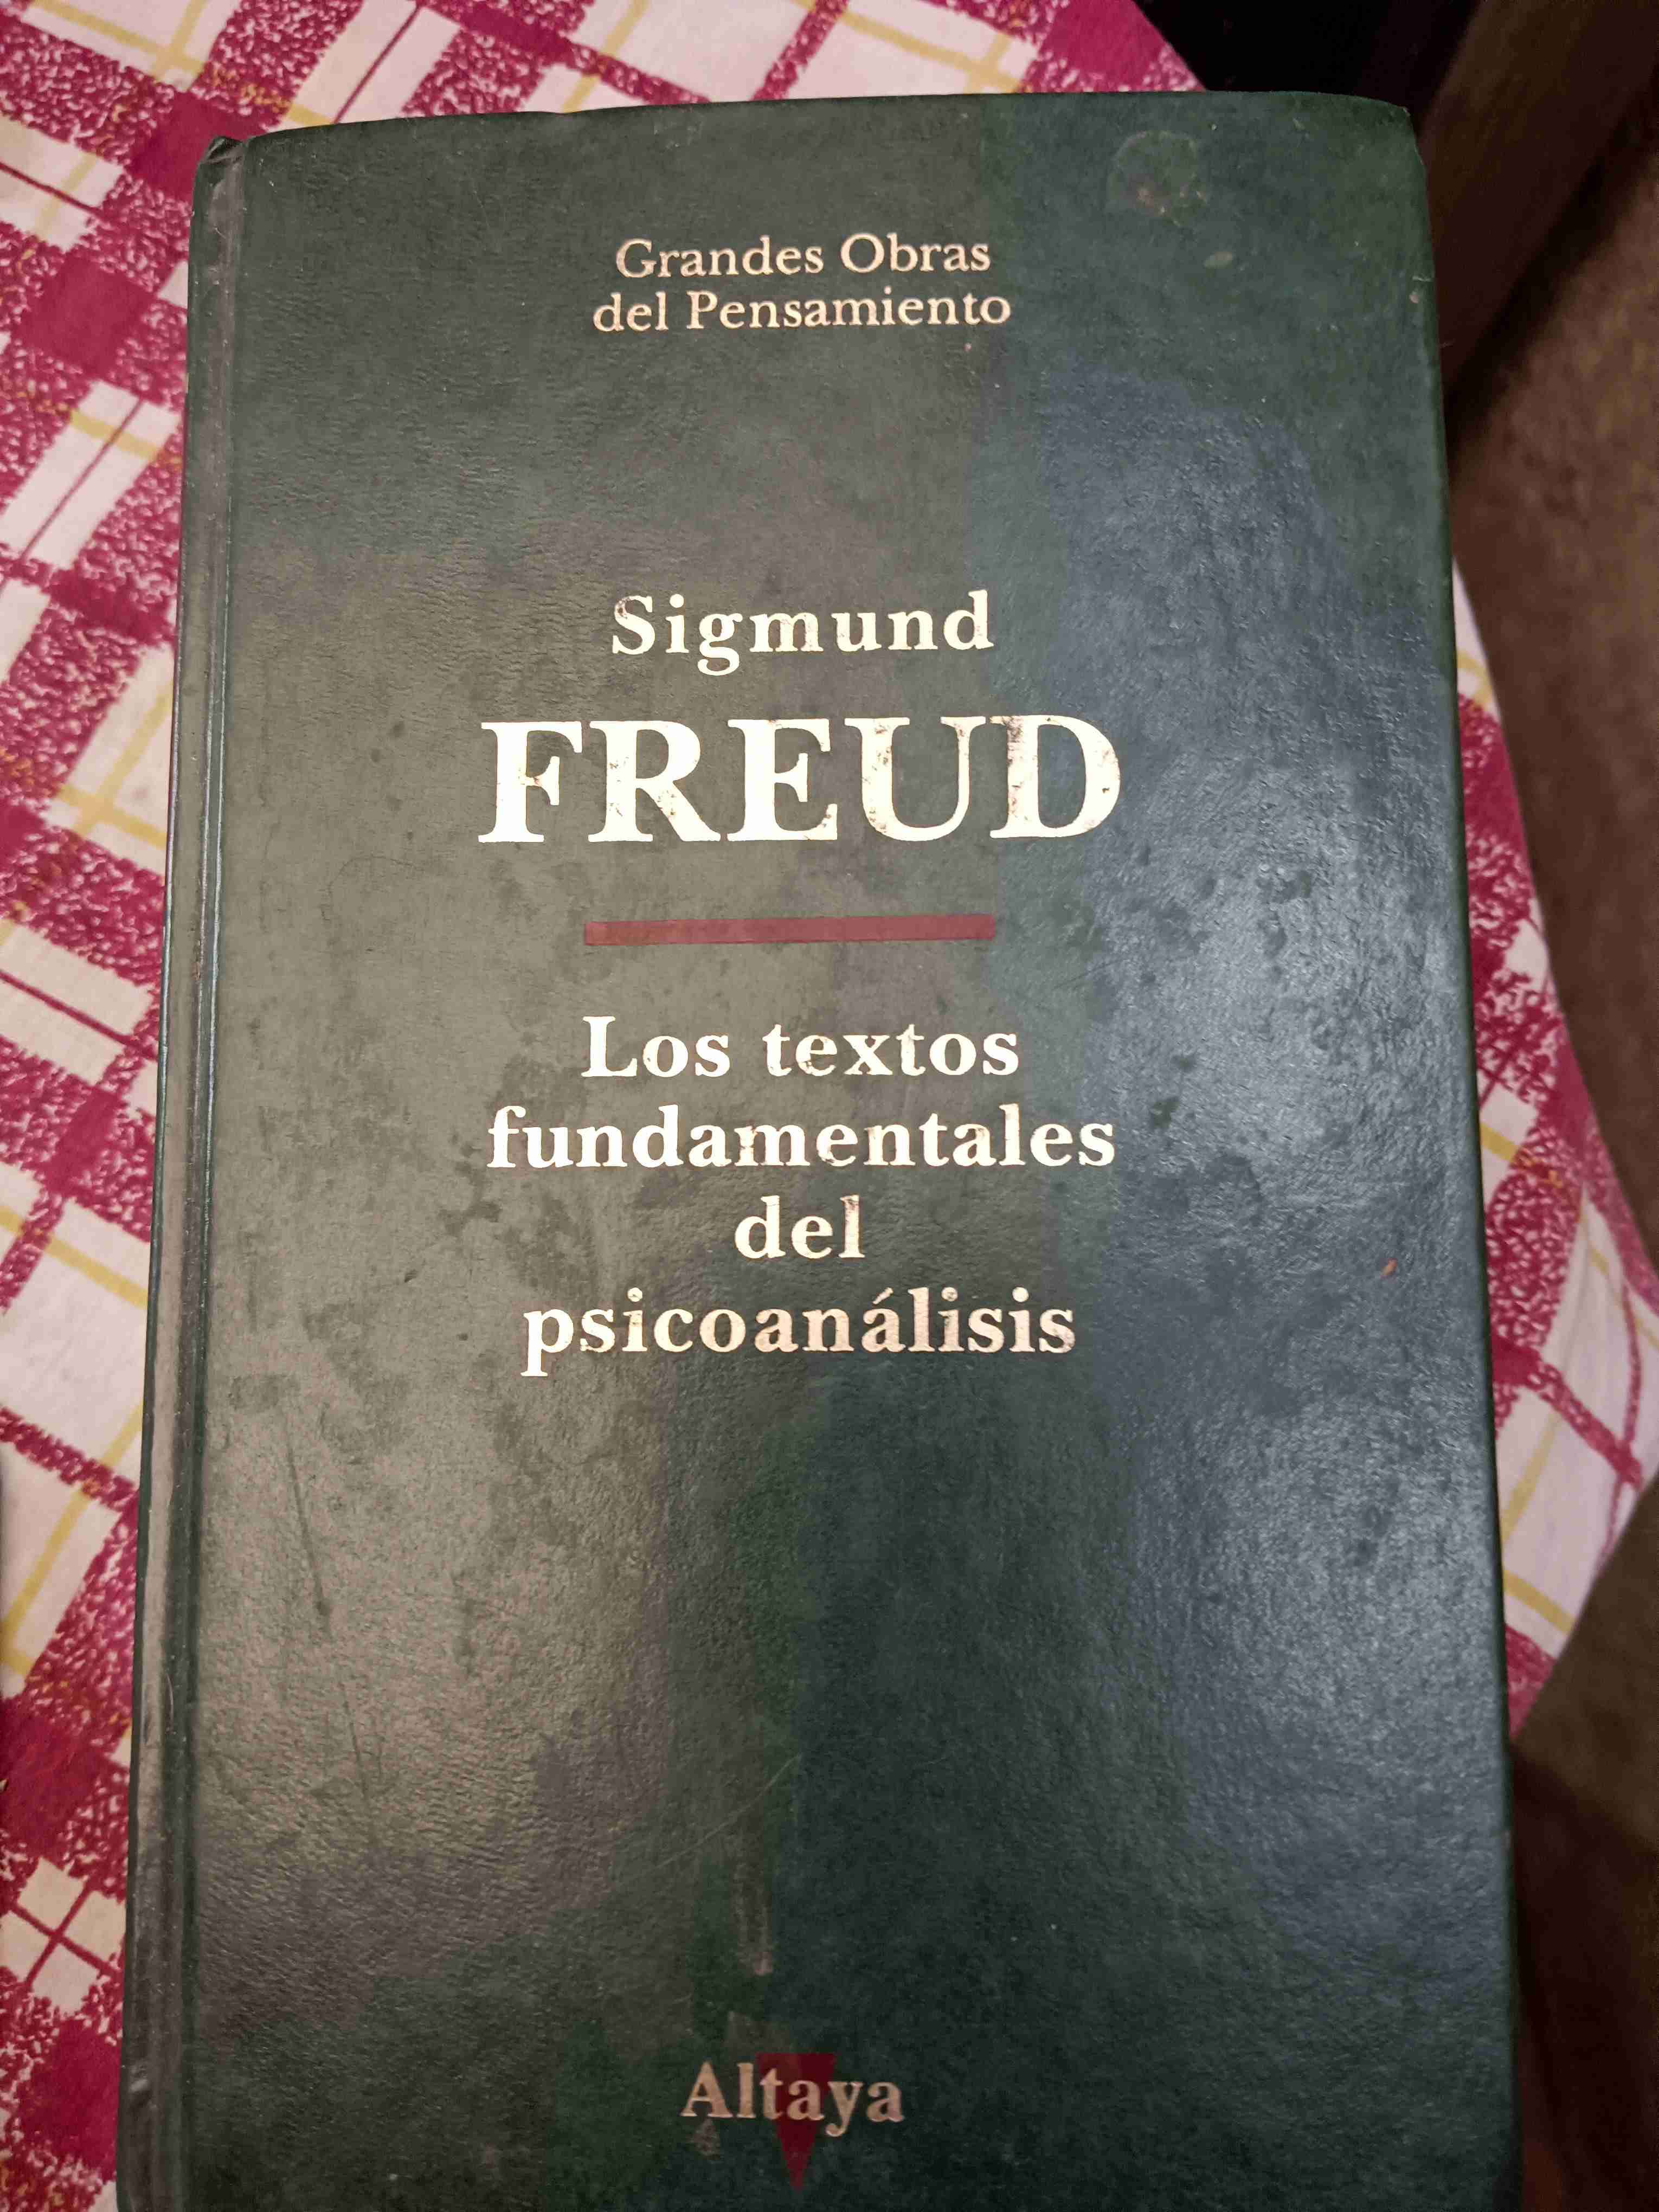 Grandes Obras
del Pensamiento
Sigmund
FREUD
Los textos
fundamentales
del
psicoanálisis
Altaya